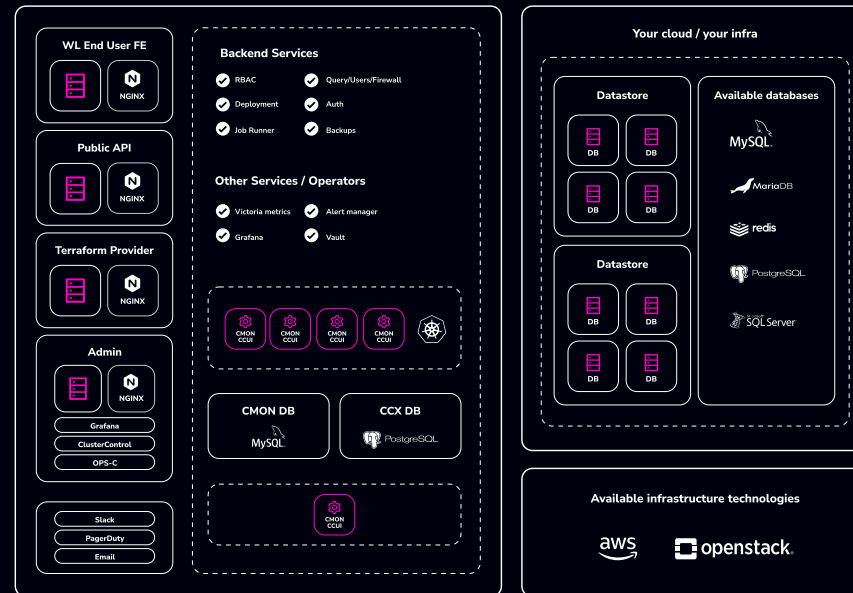 WL End User FE
NGINX
Public API
NGINX
Terraform Provider
NGINX
Admin
NGINX
Grafana
ClusterControl
OPS-C
Slack
PagerDuty
Email
Backend Services
RBAC
Query/Users/Firewall
Deployment
Auth
Job Runner
Backups
Other Services / Operators
Victoria metrics
Alert manager
Grafana
Vault
CMON
CCUI
CMON
CCUI
CMON
CCUI
CMON
CCUI
CMON DB
MySQL
CCX DB
PostgreSQL
CMON
CCUI
Your cloud / your infra
Datastore
DB
DB
DB
DB
Datastore
DB
DB
DB
DB
Available databases
MySQL
MariaDB
redis
PostgreSQL
SQL Server
Available infrastructure technologies
aws
openstack.